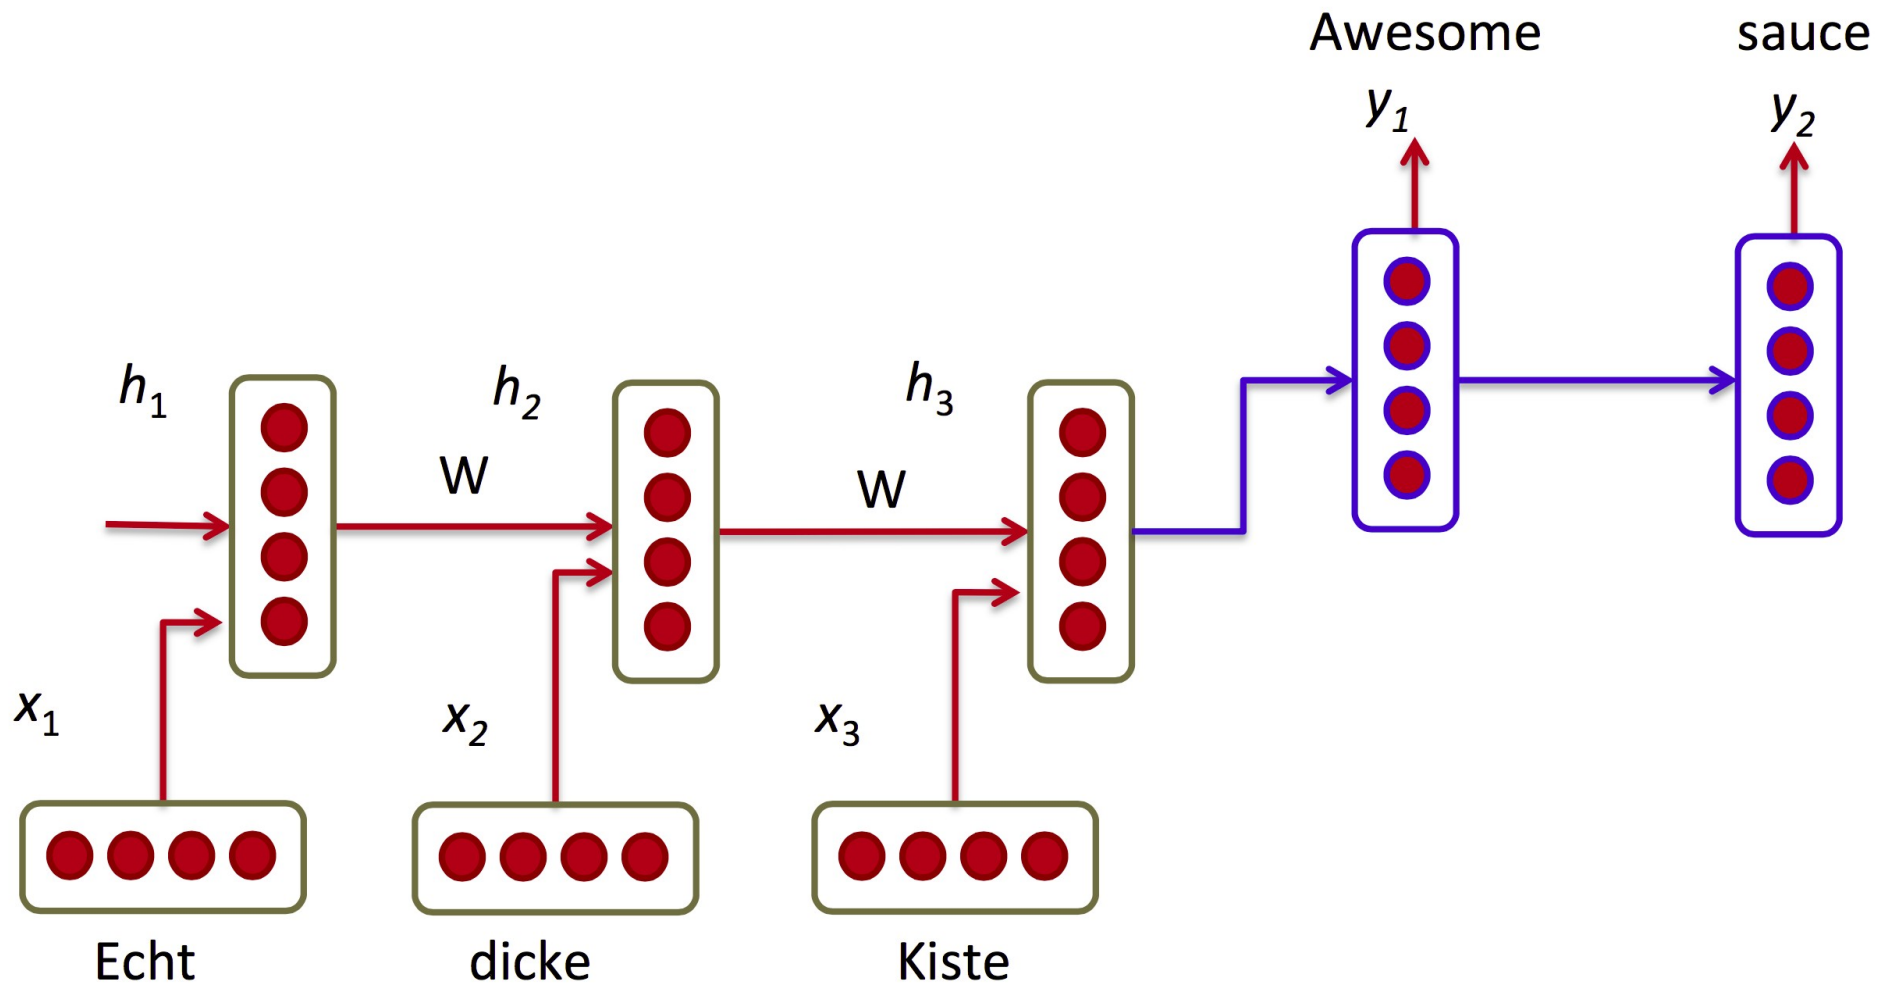 Awesome sauce
y1 y2
h1 h2 h3
W W
x1 x2 x3
Echt dicke Kiste